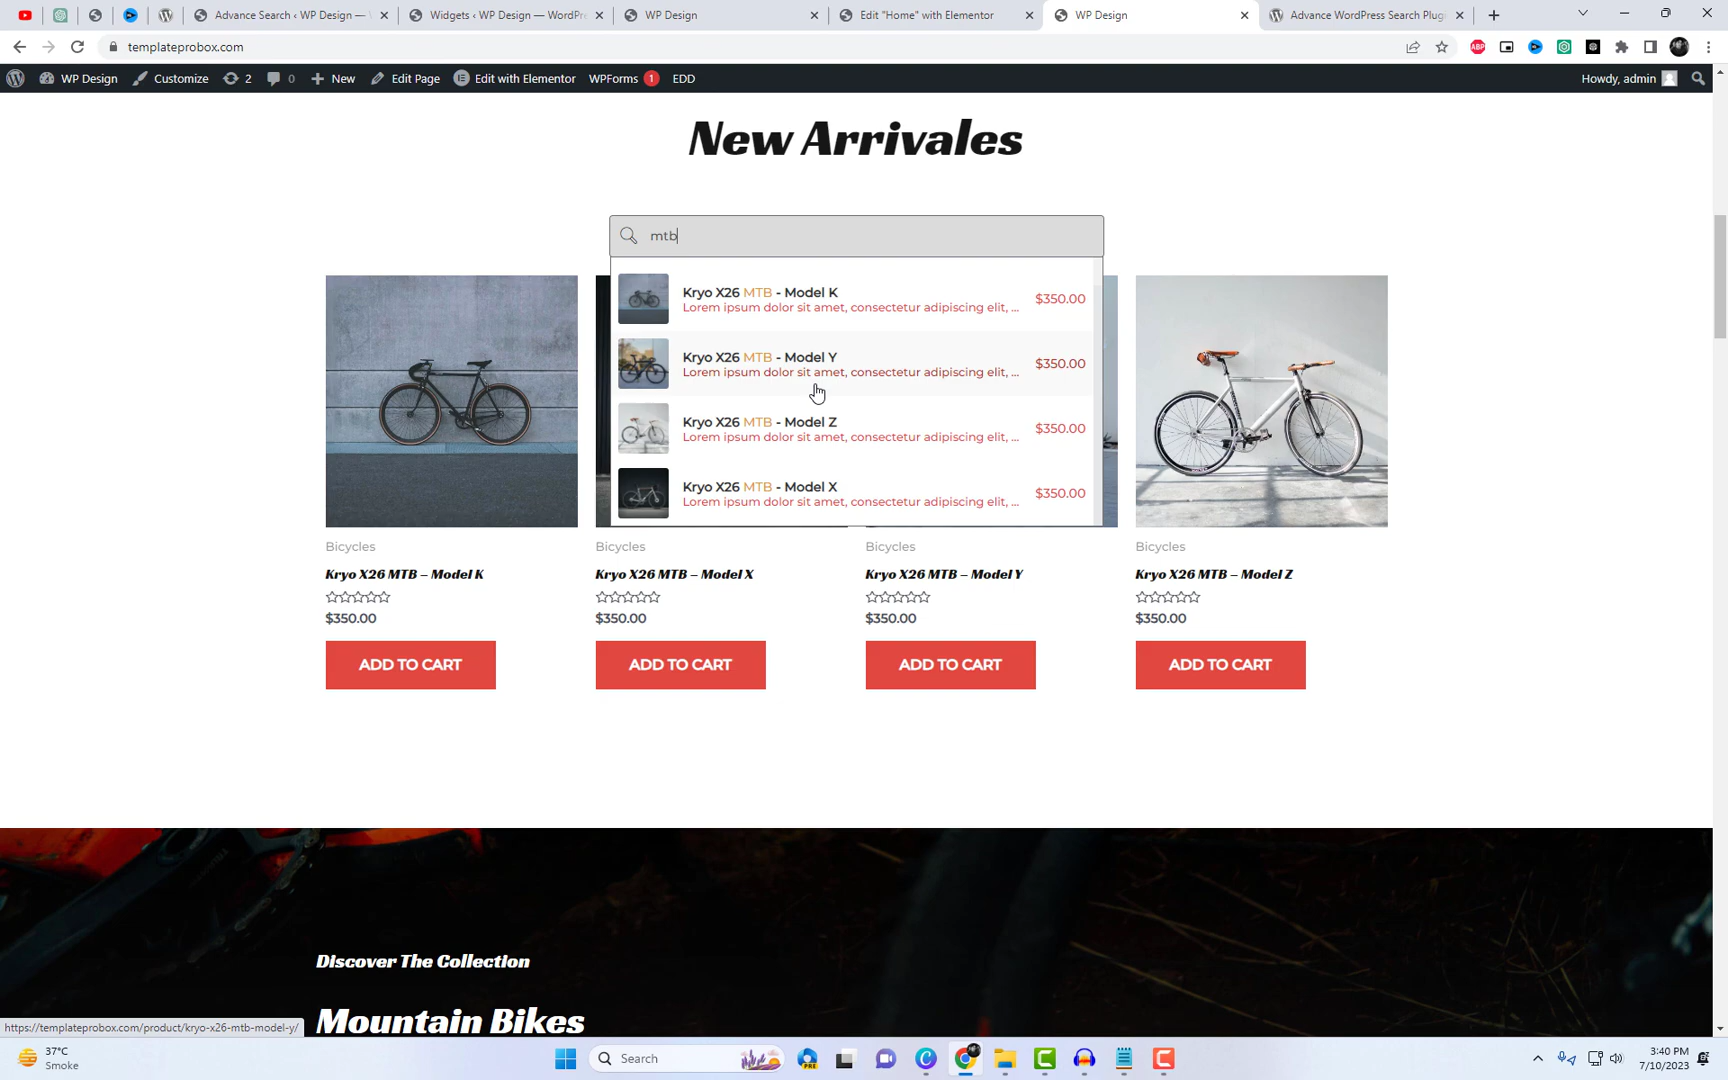 Advance Search ‹ WP Design — W
Widgets ‹ WP Design — WordPre
WP Design
Edit "Home" with Elementor
WP Design
Advance WordPress Search Plugi
templateprobox.com
ABP
WP Design
Customize
2
0
New
Edit Page
Edit with Elementor
WPForms 1
EDD
Howdy, admin
New Arrivales
mtb
Kryo X26 MTB - Model K
Lorem ipsum dolor sit amet, consectetur adipiscing elit, ...
$350.00
Kryo X26 MTB - Model Y
Lorem ipsum dolor sit amet, consectetur adipiscing elit, ...
$350.00
Kryo X26 MTB - Model Z
Lorem ipsum dolor sit amet, consectetur adipiscing elit, ...
$350.00
Kryo X26 MTB - Model X
Lorem ipsum dolor sit amet, consectetur adipiscing elit, ...
$350.00
Bicycles
Kryo X26 MTB – Model K
$350.00
ADD TO CART
Bicycles
Kryo X26 MTB – Model X
$350.00
ADD TO CART
Bicycles
Kryo X26 MTB – Model Y
$350.00
ADD TO CART
Bicycles
Kryo X26 MTB – Model Z
$350.00
ADD TO CART
Discover The Collection
Mountain Bikes
https://templateprobox.com/product/kryo-x26-mtb-model-y/
37°C
Smoke
Search
PRE
3:40 PM
7/10/2023